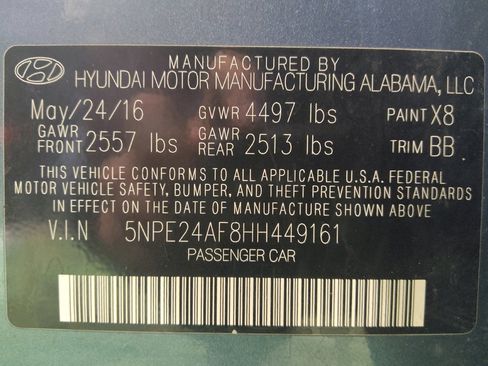 MANUFACTURED BY
HYUNDAI MOTOR MANUFACTURING ALABAMA, LLC
May/24/16 GVWR 4497 lbs PAINT X8
GAWR FRONT 2557 lbs GAWR REAR 2513 lbs TRIM BB
THIS VEHICLE CONFORMS TO ALL APPLICABLE U.S.A. FEDERAL
MOTOR VEHICLE SAFETY, BUMPER, AND THEFT PREVENTION STANDARDS
IN EFFECT ON THE DATE OF MANUFACTURE SHOWN ABOVE.
V.I.N 5NPE24AF8HH449161
PASSENGER CAR